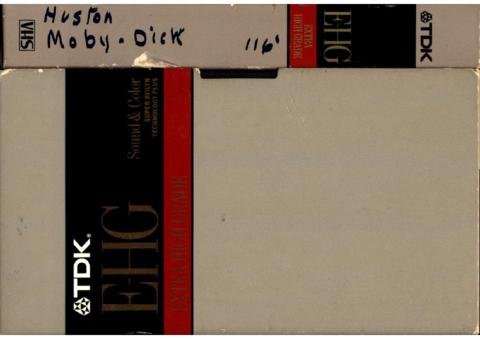 Huston
Moby-Dick 116'
VHS
EXTRA
HIGH GRADE
EHG
TDK
Sound & Color
SUPER AVILYN
TECHNOLOGY PLUS
TDK.
EHG
EXTRA HIGH GRADE